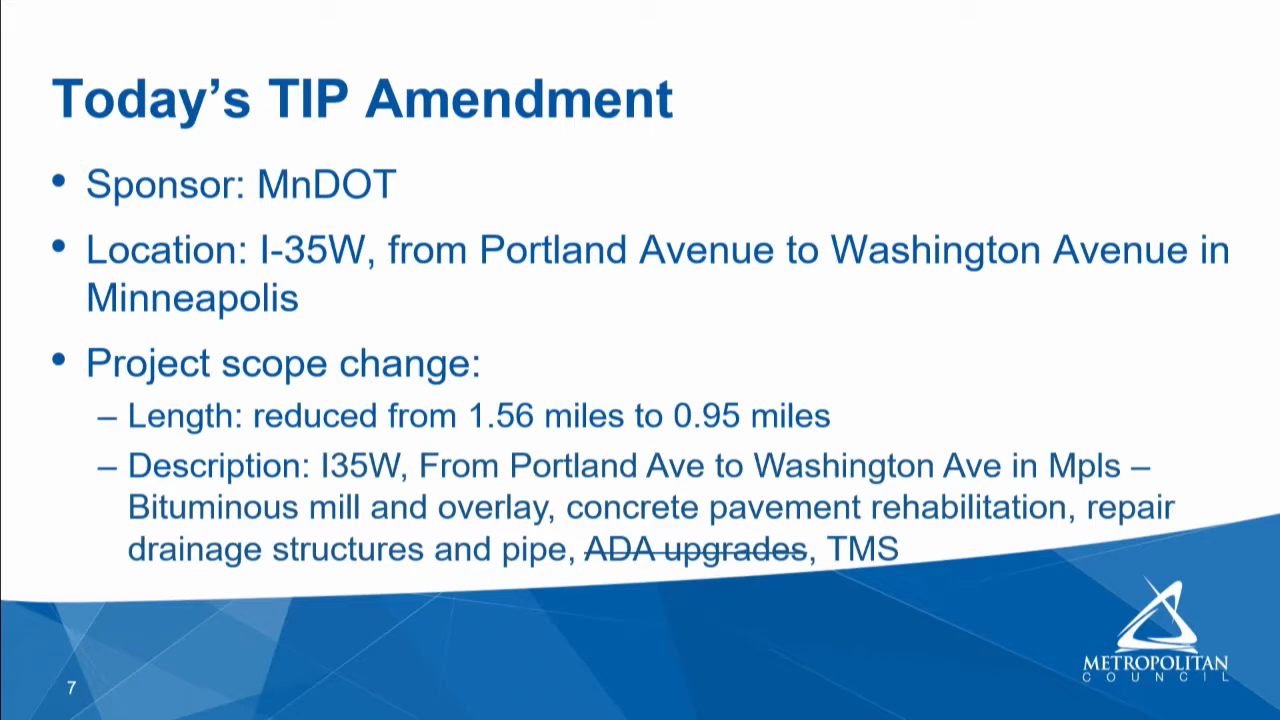 Today’s TIP Amendment
• Sponsor: MnDOT
• Location: I-35W, from Portland Avenue to Washington Avenue in
Minneapolis
• Project scope change:
– Length: reduced from 1.56 miles to 0.95 miles
– Description: I35W, From Portland Ave to Washington Ave in Mpls –
Bituminous mill and overlay, concrete pavement rehabilitation, repair
drainage structures and pipe, ADA upgrades, TMS
METROPOLITAN
COUNCIL
7